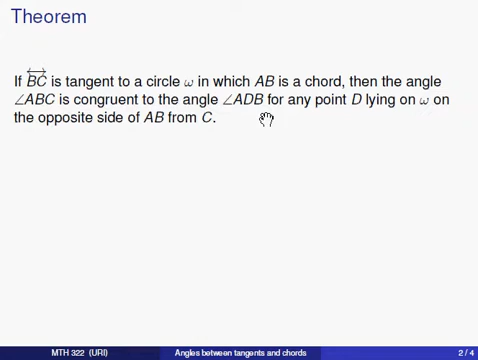 Theorem
If BC is tangent to a circle ω in which AB is a chord, then the angle
∠ABC is congruent to the angle ∠ADB for any point D lying on ω on
the opposite side of AB from C.
MTH 322 (URI) Angles between tangents and chords 2 / 4